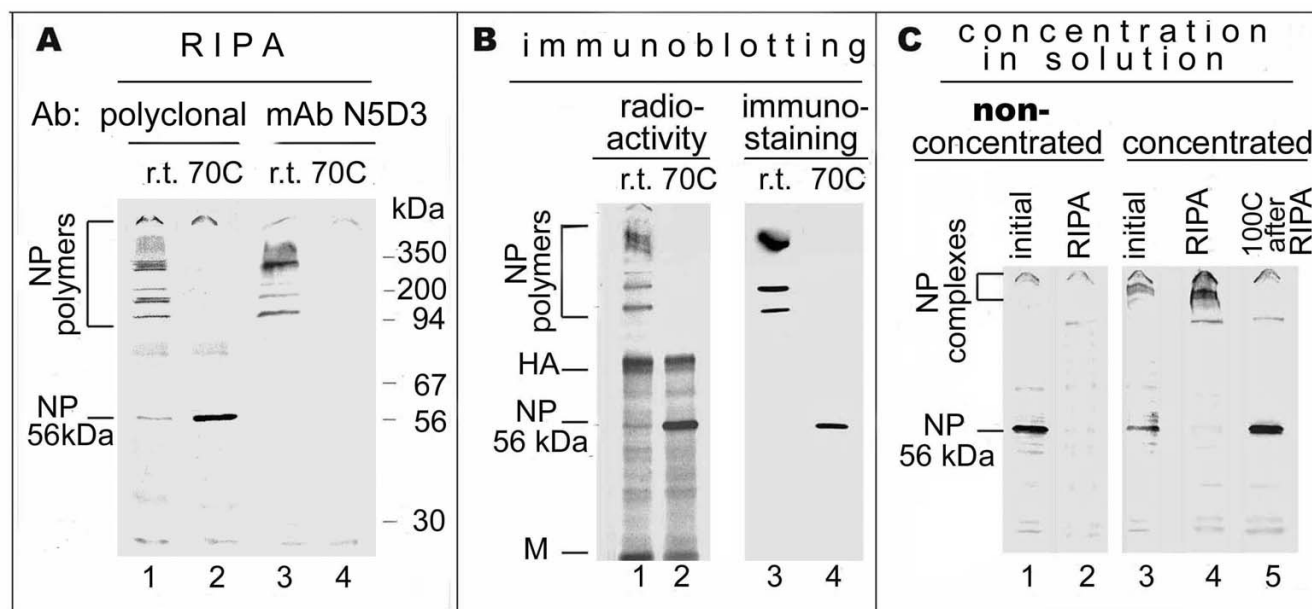 A
R I P A
Ab: polyclonal mAb N5D3
r.t. 70C r.t. 70C
kDa
350
200
94
67
56
30
NP
polymers
NP
56kDa
1 2 3 4
B
immunoblotting
radio-
activity
immuno-
staining
r.t. 70C r.t. 70C
NP
polymers
HA
NP
56 kDa
M
1 2 3 4
C
concentration
in solution
non-
concentrated
concentrated
initial
RIPA
initial
RIPA
100C
after
RIPA
NP
complexes
NP
56 kDa
1 2 3 4 5